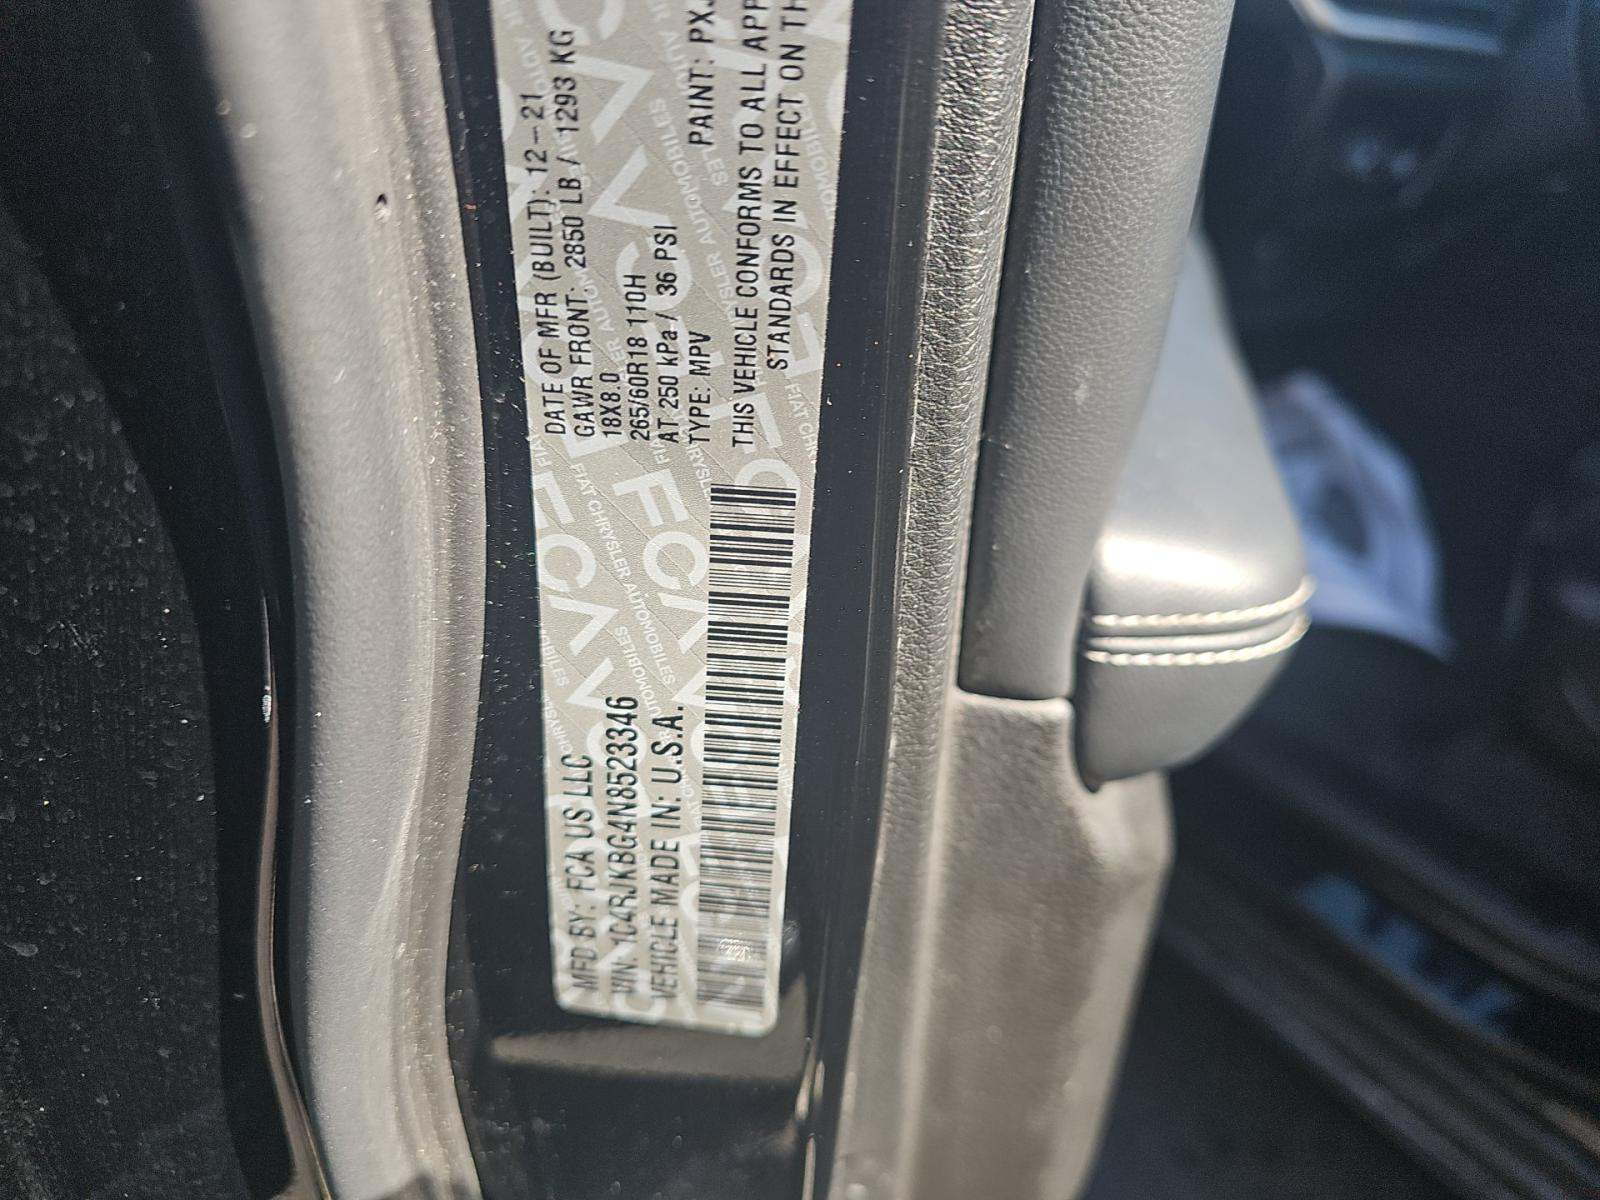 MFD BY: FCA US LLC
DATE OF MFR (BUILT): 12-21
GAWR FRONT: 2850 LB / 1293 KG
18X8.0
265/60R18 110H
AT 250 kPa / 36 PSI
VIN: 1C4RJKBG4N8523346
TYPE: MPV
PAINT: PXJ
VEHICLE MADE IN: U.S.A.
THIS VEHICLE CONFORMS TO ALL APP
STANDARDS IN EFFECT ON TH